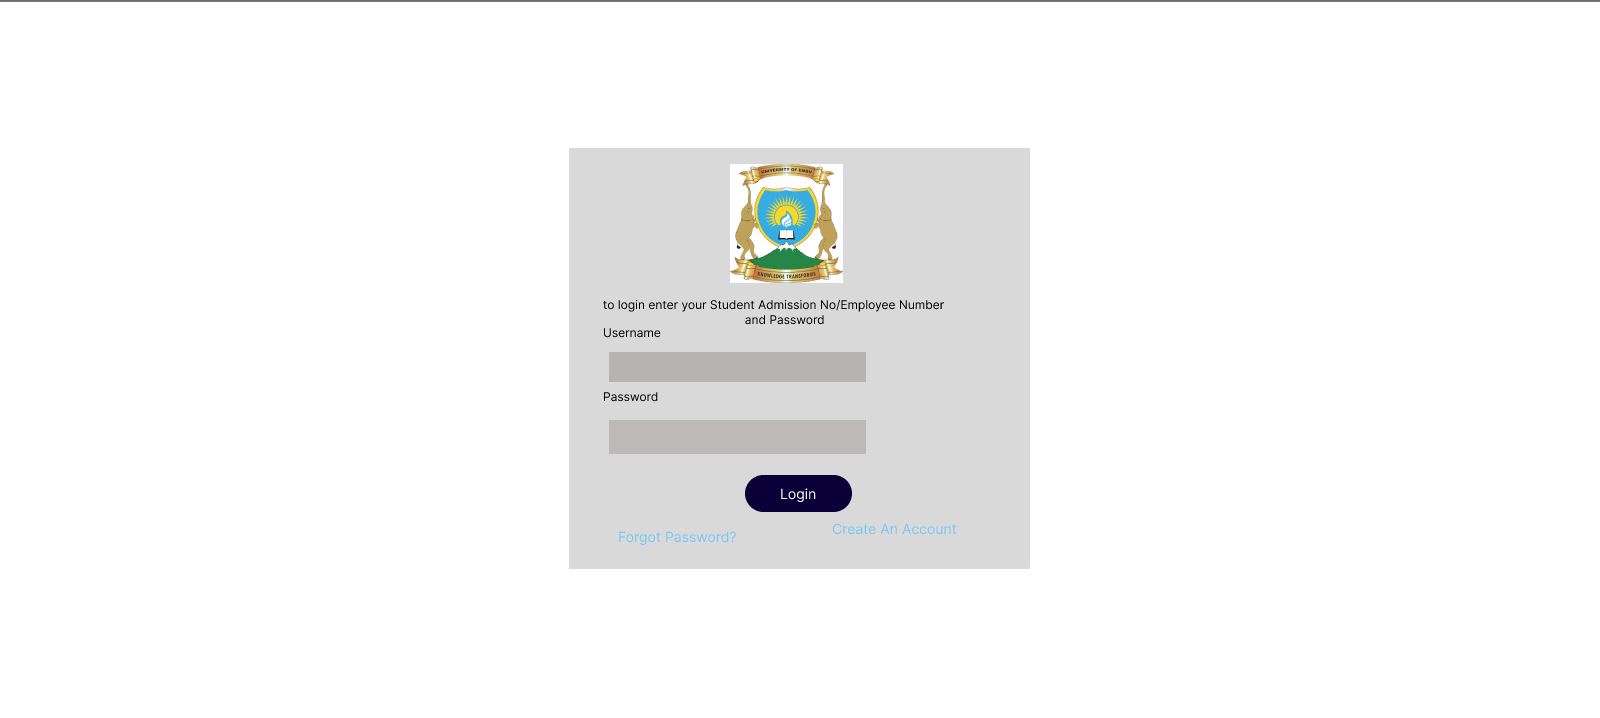 UNIVERSITY OF EMBU
KNOWLEDGE TRANSFORMS
to login enter your Student Admission No/Employee Number
and Password
Username
Password
Login
Create An Account
Forgot Password?